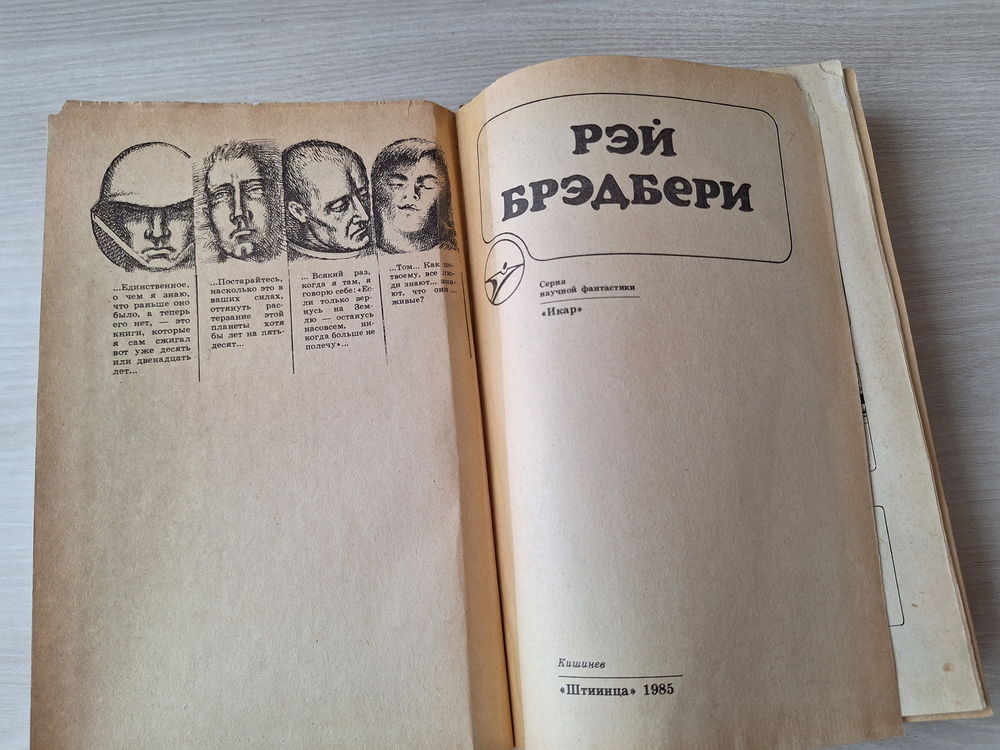 ...Единственное,
о чем я знаю,
что раньше оно
было, а теперь
его нет, — это
книги, которые
я сам сжигал
вот уже десять
или двенадцать
лет...
...Постарайтесь,
насколько это в
ваших силах,
оттянуть рас-
терзание этой
планеты хотя
бы лет на пять-
десят...
... Всякий раз,
когда я там, я
говорю себе: «Ес-
ли только вер-
нусь на Зем-
лю — останусь
насовсем, ни-
когда больше не
полечу»...
...Том... Как по-
твоему, все лю-
ди знают... зна-
ют, что они...
живые?
РЭЙ
БРЭДБЕРИ
Серия
научной фантастики
«Икар»
Кишинев
«Штиинца» 1985